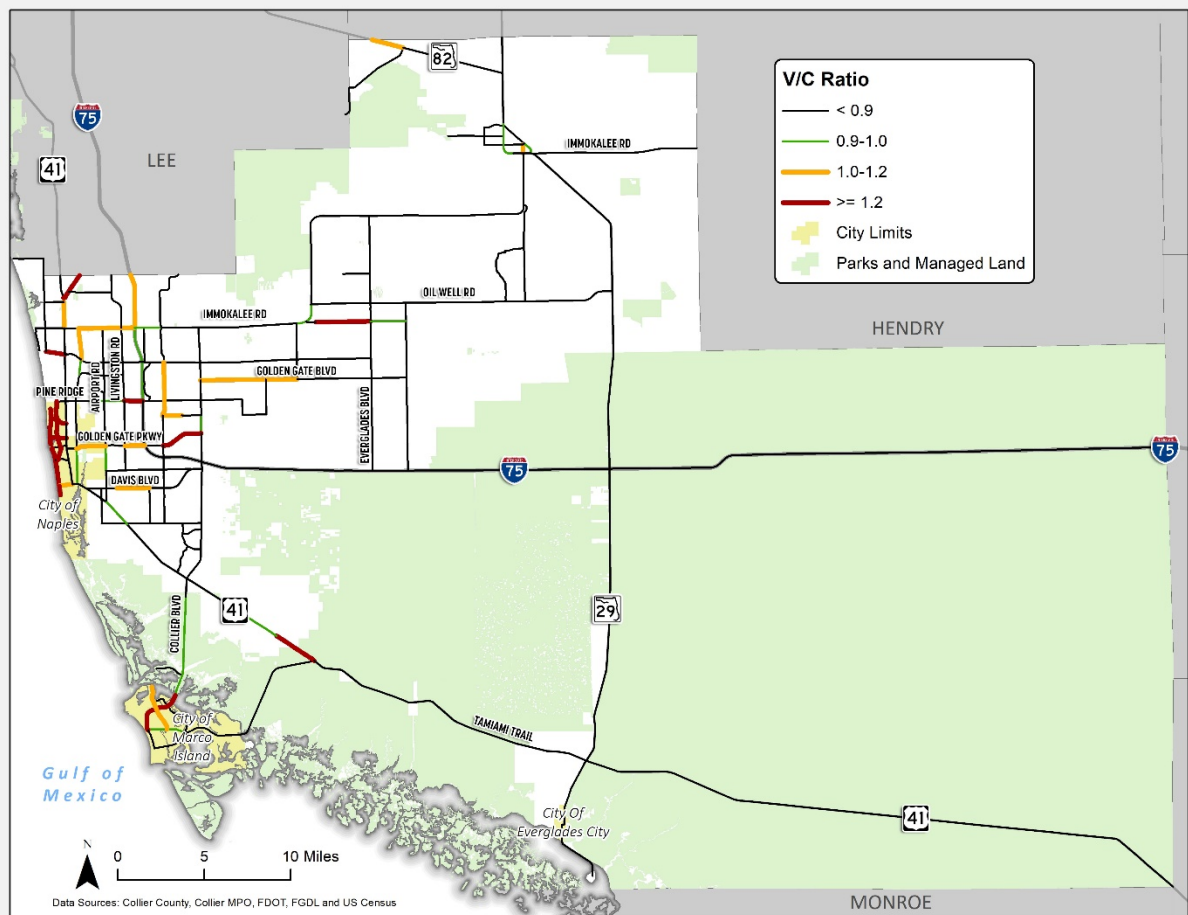 82
75
41
LEE
V/C Ratio
< 0.9
0.9-1.0
1.0-1.2
>= 1.2
City Limits
Parks and Managed Land
IMMOKALEE RD
OIL WELL RD
IMMOKALEE RD
HENDRY
LIVINGSTON RD
AIRPORT RD
GOLDEN GATE BLVD
PINE RIDGE
EVERGLADES BLVD
GOLDEN GATE PKWY
75
75
DAVIS BLVD
City of
Naples
41
29
COLLIER BLVD
City of
Marco
Island
TAMIAMI TRAIL
Gulf of
Mexico
City Of
Everglades City
41
N
0 5 10 Miles
Data Sources: Collier County, Collier MPO, FDOT, FGDL and US Census
MONROE